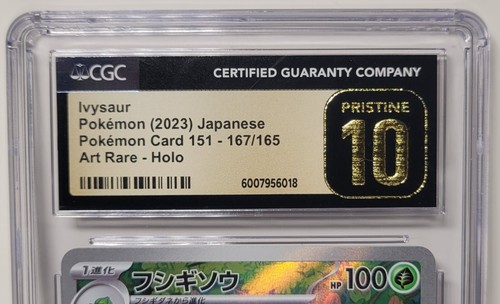 CGC CERTIFIED GUARANTY COMPANY
Ivysaur
Pokémon (2023) Japanese
Pokémon Card 151 - 167/165
Art Rare - Holo
6007956018
PRISTINE
10
1進化 フシギソウ HP 100
フシギダネから進化